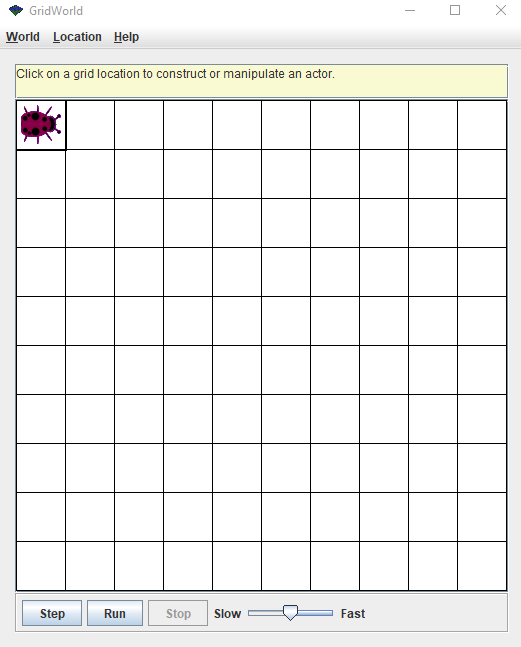 GridWorld
World Location Help
Click on a grid location to construct or manipulate an actor.
Step Run Stop Slow Fast